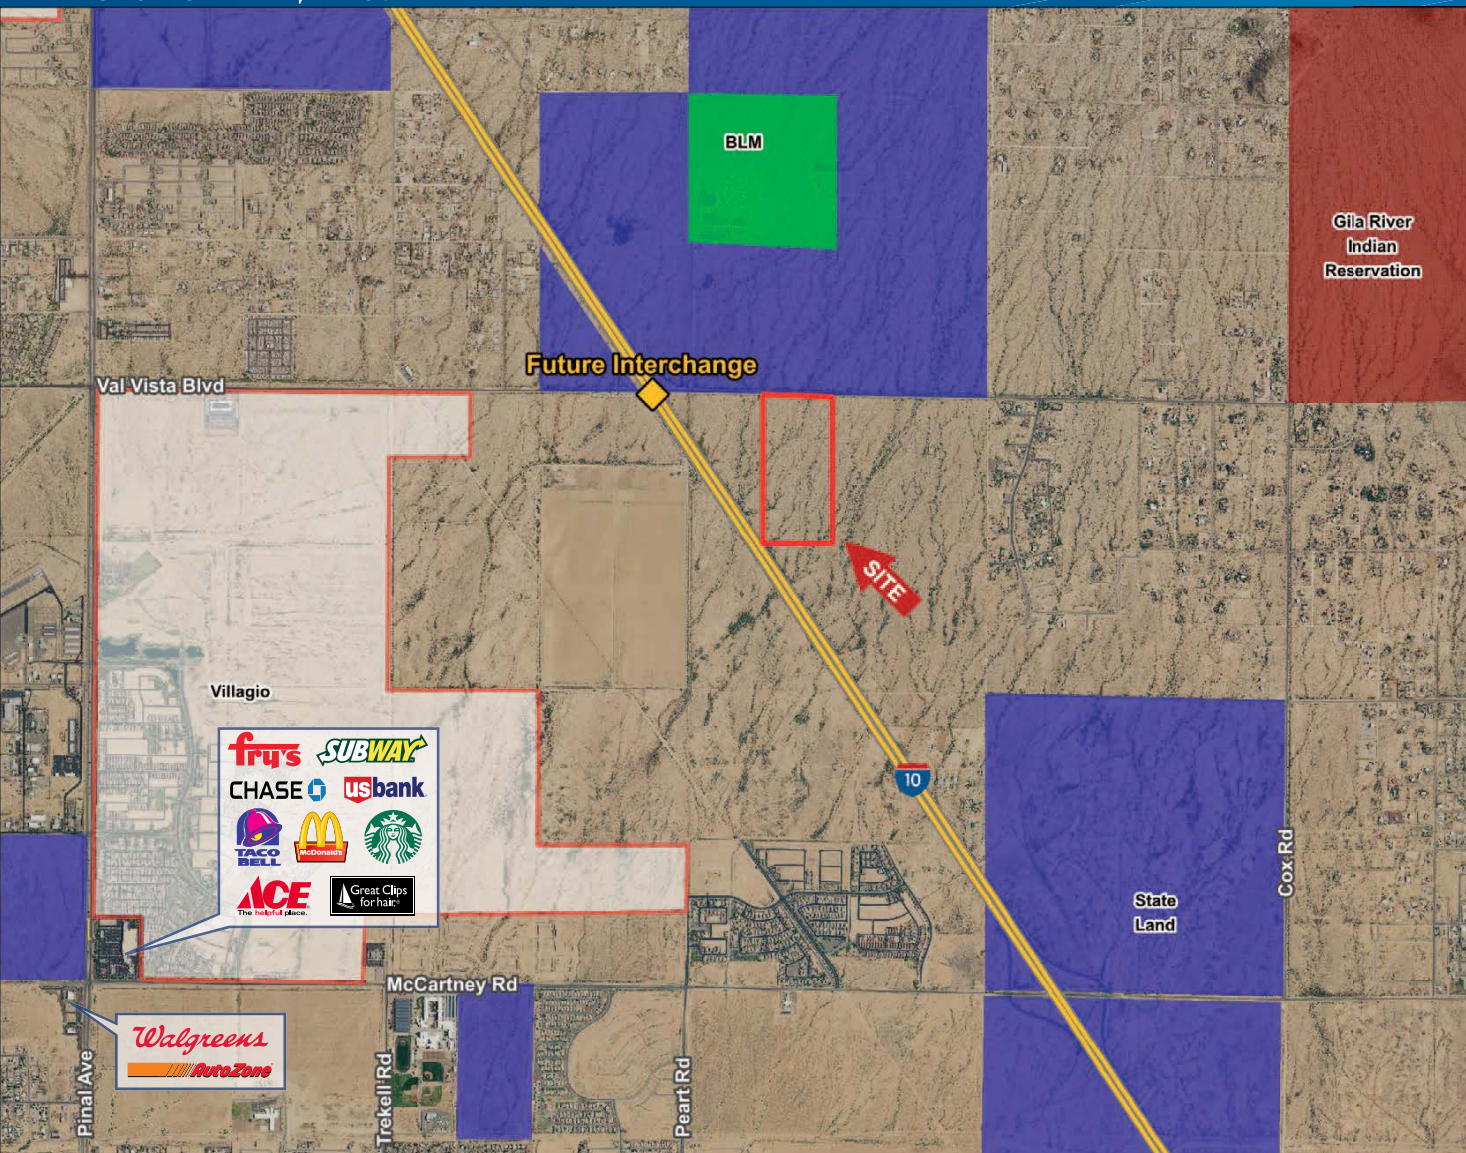 BLM
Gila River
Indian
Reservation
Future Interchange
Val Vista Blvd
SITE
Villagio
fry's
SUBWAY
CHASE
usbank
TACO
BELL
McDonald's
ACE
The helpful place.
Great Clips
for hair.
10
State
Land
Cox Rd
McCartney Rd
Walgreens
AutoZone
Pinal Ave
Trekell Rd
Peart Rd